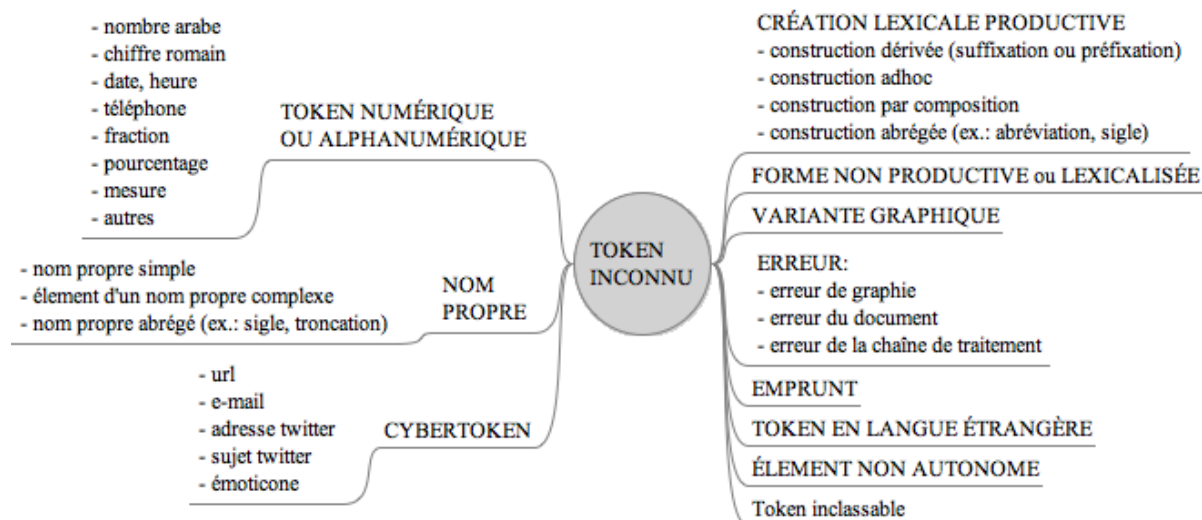 - nombre arabe
- chiffre romain
- date, heure
- téléphone
- fraction
- pourcentage
- mesure
- autres
TOKEN NUMÉRIQUE
OU ALPHANUMÉRIQUE
- nom propre simple
- élement d'un nom propre complexe
- nom propre abrégé (ex.: sigle, troncation)
NOM
PROPRE
- url
- e-mail
- adresse twitter
- sujet twitter
- émoticone
CYBERTOKEN
TOKEN
INCONNU
CRÉATION LEXICALE PRODUCTIVE
- construction dérivée (suffixation ou préfixation)
- construction adhoc
- construction par composition
- construction abrégée (ex.: abréviation, sigle)
FORME NON PRODUCTIVE ou LEXICALISÉE
VARIANTE GRAPHIQUE
ERREUR:
- erreur de graphie
- erreur du document
- erreur de la chaîne de traitement
EMPRUNT
TOKEN EN LANGUE ÉTRANGÈRE
ÉLEMENT NON AUTONOME
Token inclassable